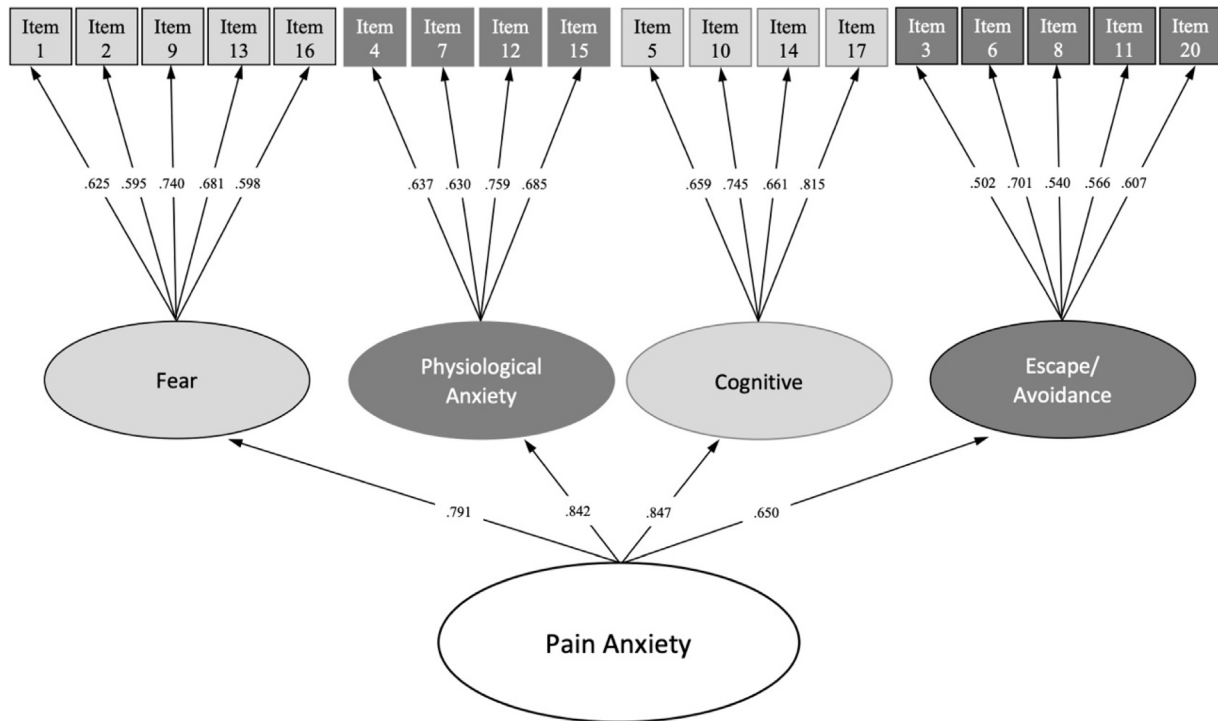 Item
1
Item
2
Item
9
Item
13
Item
16
Item
4
Item
7
Item
12
Item
15
Item
5
Item
10
Item
14
Item
17
Item
3
Item
6
Item
8
Item
11
Item
20
.625 .595 .740 .681 .598 .637 .630 .759 .685 .659 .745 .661 .815 .502 .701 .540 .566 .607
Fear
Physiological
Anxiety
Cognitive
Escape/
Avoidance
.791 .842 .847 .650
Pain Anxiety